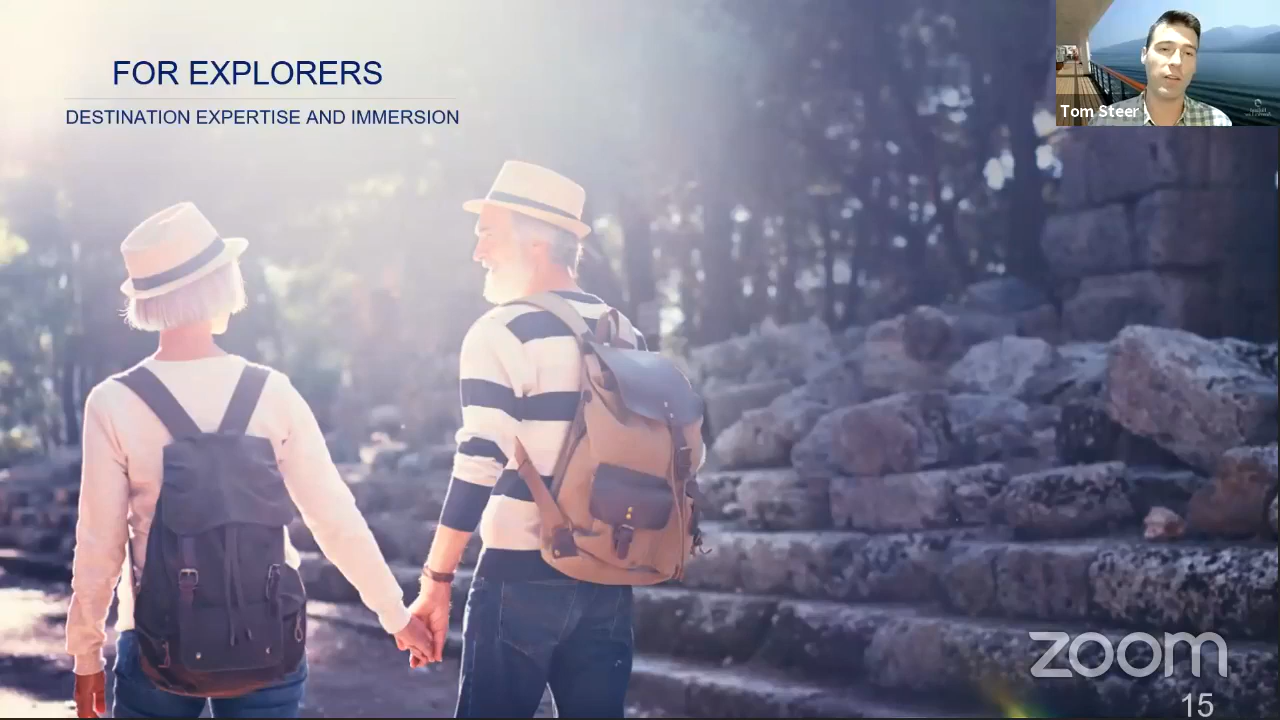 FOR EXPLORERS
DESTINATION EXPERTISE AND IMMERSION
Tom Steer
zoom
15